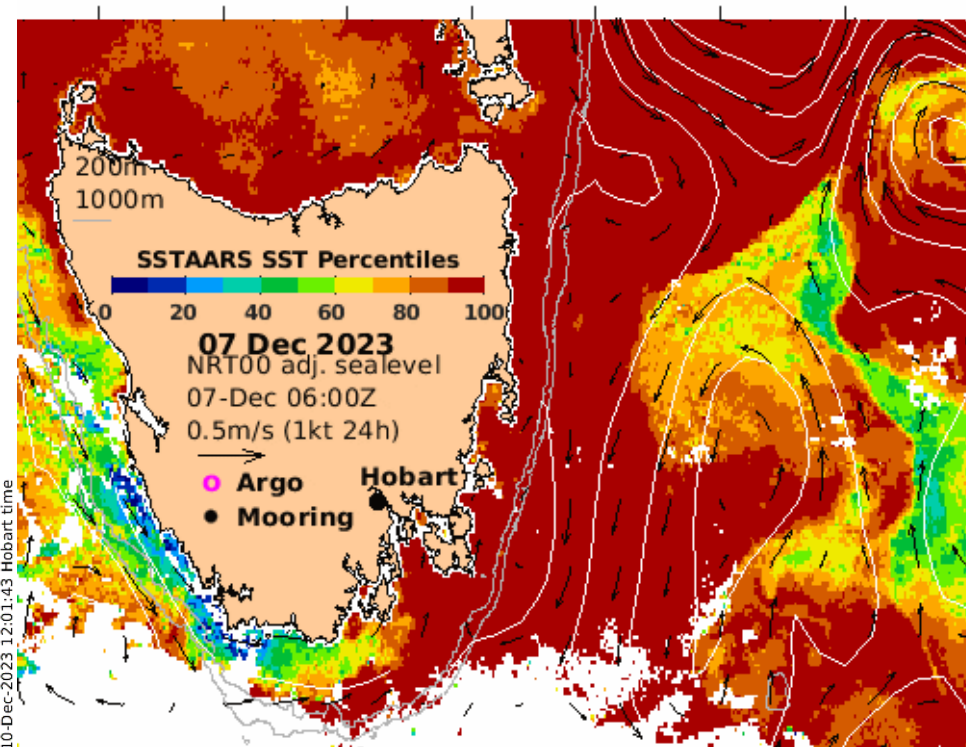 200m
1000m
SSTAARS SST Percentiles
0 20 40 60 80 100
07 Dec 2023
NRT00 adj. sealevel
07-Dec 06:00Z
0.5m/s (1kt 24h)
Argo
Hobart
Mooring
10-Dec-2023 12:01:43 Hobart time